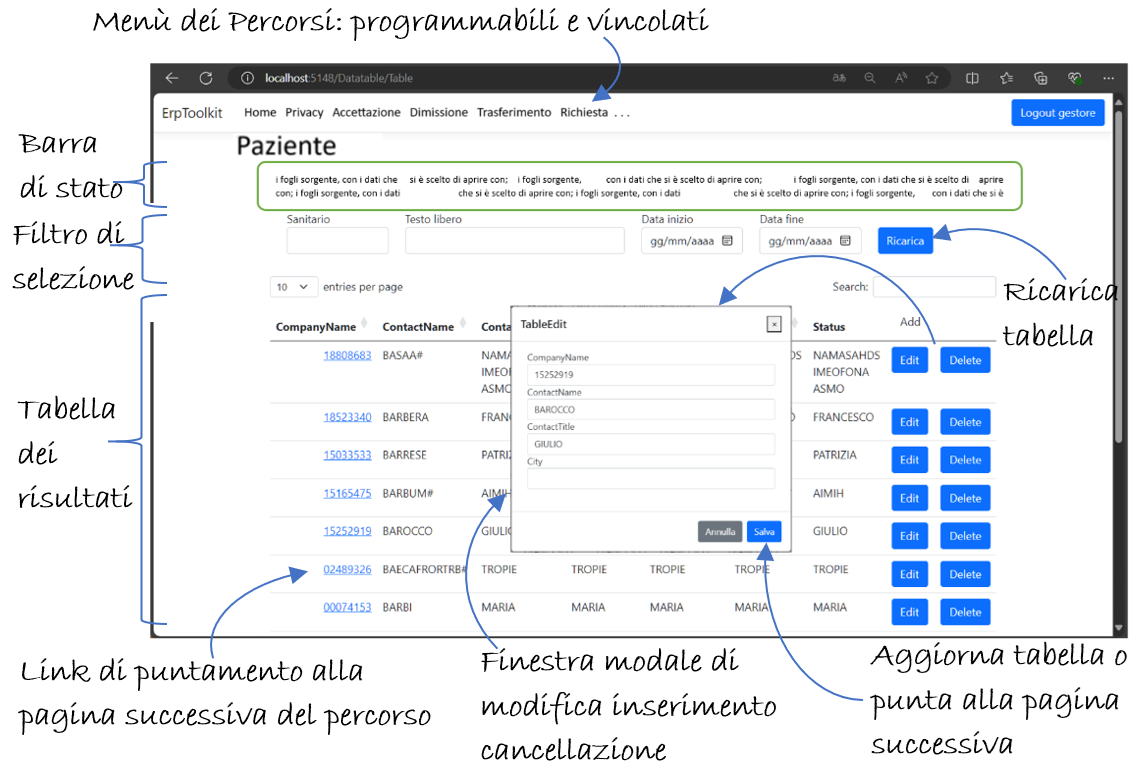 Menù dei Percorsi: programmabili e vincolati
localhost:5148/Datatable/Table
ErpToolkit Home Privacy Accettazione Dimissione Trasferimento Richiesta ... Logout gestore
Paziente
Barra
di stato
i fogli sorgente, con i dati che si è scelto di aprire con; i fogli sorgente, con i dati che si è scelto di aprire con; i fogli sorgente, con i dati che si è scelto di aprire
con; i fogli sorgente, con i dati che si è scelto di aprire con; i fogli sorgente, con i dati che si è scelto di aprire con; i fogli sorgente, con i dati che si è
Filtro di
selezione
Sanitario Testo libero Data inizio Data fine
gg/mm/aaaa gg/mm/aaaa Ricarica
10 entries per page Search:
Ricarica
tabella
CompanyName ContactName Conta Status Add
18808683 BASAA# NAMA DS NAMASAHDS Edit Delete
IMEOF IMEOFONA
ASMO ASMO
18523340 BARBERA FRAN O FRANCESCO Edit Delete
15033533 BARRESE PATRI PATRIZIA Edit Delete
15165475 BARBUM# AIMIH AIMIH Edit Delete
15252919 BAROCCO GIULIO GIULIO Edit Delete
02489326 BAECAFRORTRB# TROPIE TROPIE TROPIE TROPIE TROPIE Edit Delete
00074153 BARBI MARIA MARIA MARIA MARIA MARIA Edit Delete
TableEdit ×
CompanyName
15252919
ContactName
BAROCCO
ContactTitle
GIULIO
City
Annulla Salva
Tabella
dei
risultati
Link di puntamento alla
pagina successiva del percorso
Finestra modale di
modifica inserimento
cancellazione
Aggiorna tabella o
punta alla pagina
successiva